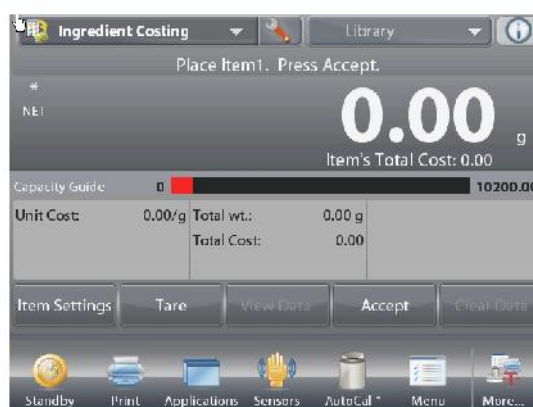 Ingredient Costing Library
Place Item1. Press Accept.
*
NET
0.00 g
Item's Total Cost: 0.00
Capacity Guide 0 10200.00
Unit Cost: 0.00/g Total wt.: 0.00 g
Total Cost: 0.00
Item Settings Tare View Data Accept Clear Data
Standby Print Applications Sensors AutoCal Menu More...